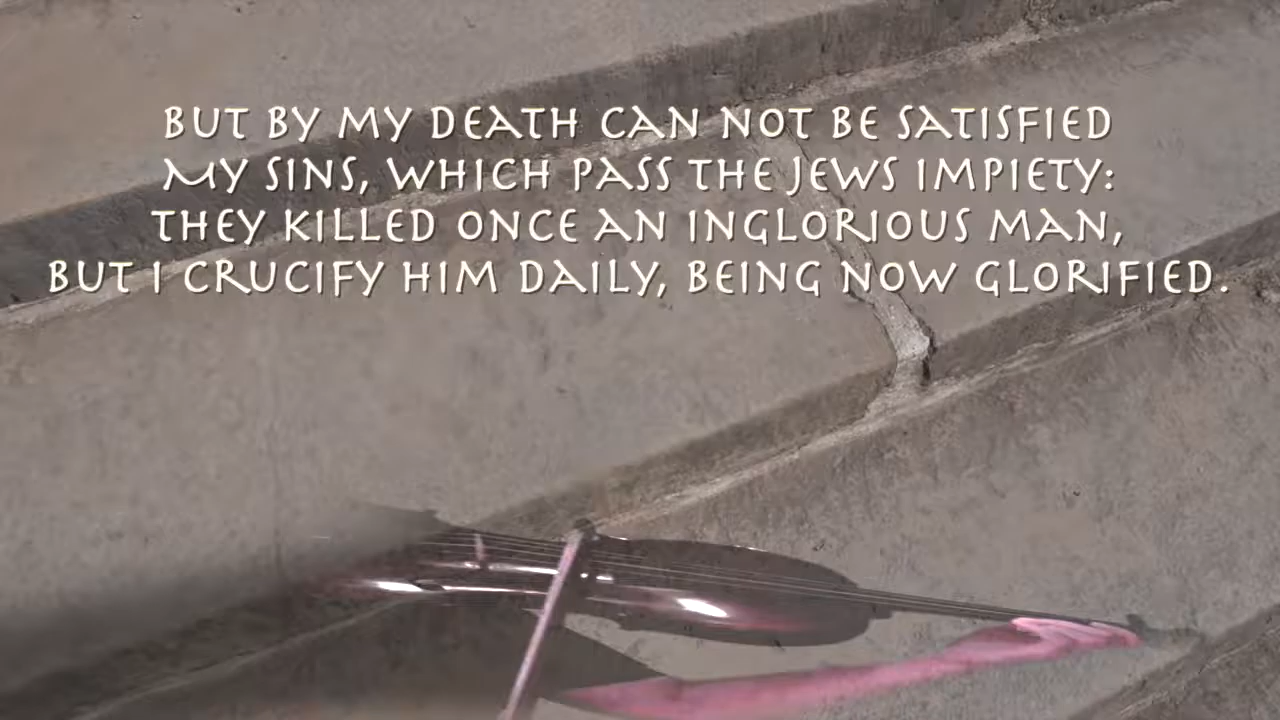 BUT BY MY DEATH CAN NOT BE SATISFIED
MY SINS, WHICH PASS THE JEWS IMPIETY:
THEY KILLED ONCE AN INGLORIOUS MAN,
BUT I CRUCIFY HIM DAILY, BEING NOW GLORIFIED.